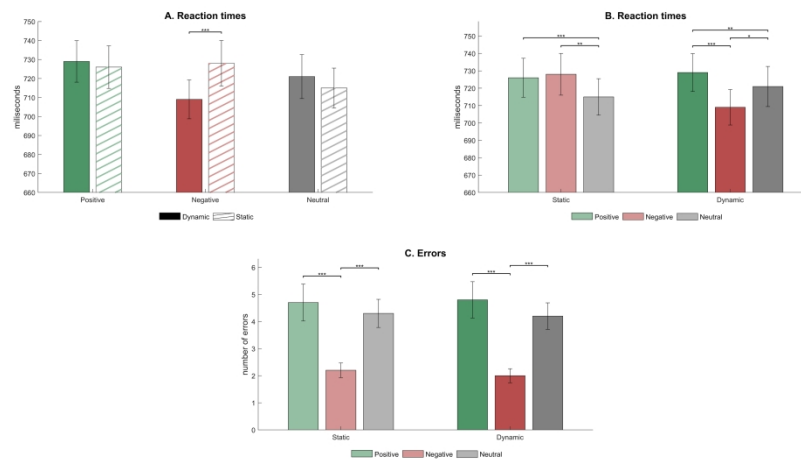 A. Reaction times
750
740
730
720
710
700
690
680
670
660
miliseconds
***
Positive
Negative
Neutral
Dynamic
Static
B. Reaction times
750
740
730
720
710
700
690
680
670
660
miliseconds
***
**
**
***
*
Static
Dynamic
Positive
Negative
Neutral
C. Errors
6
5
4
3
2
1
0
number of errors
***
***
***
***
Static
Dynamic
Positive
Negative
Neutral